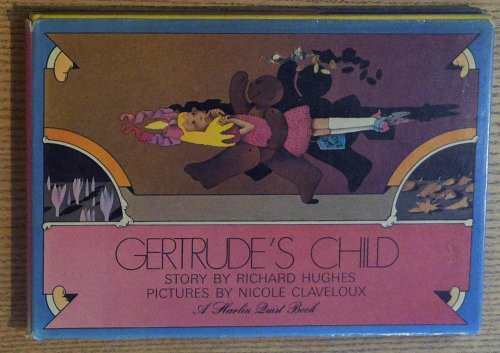 GERTRUDE'S CHILD
STORY BY RICHARD HUGHES
PICTURES BY NICOLE CLAVELOUX
A Harlin Quist Book